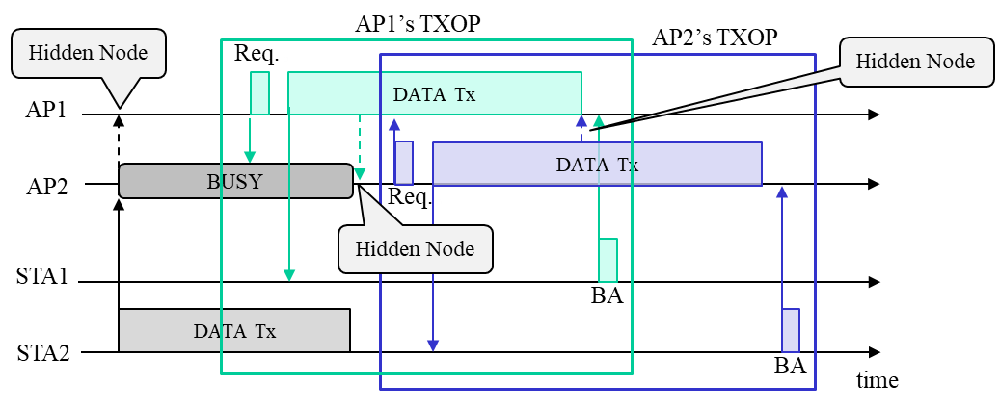 AP1's TXOP
AP2's TXOP
Hidden Node
Req.
Hidden Node
DATA Tx
AP1
DATA Tx
BUSY
AP2
Req.
Hidden Node
STA1
BA
DATA Tx
STA2
BA
time